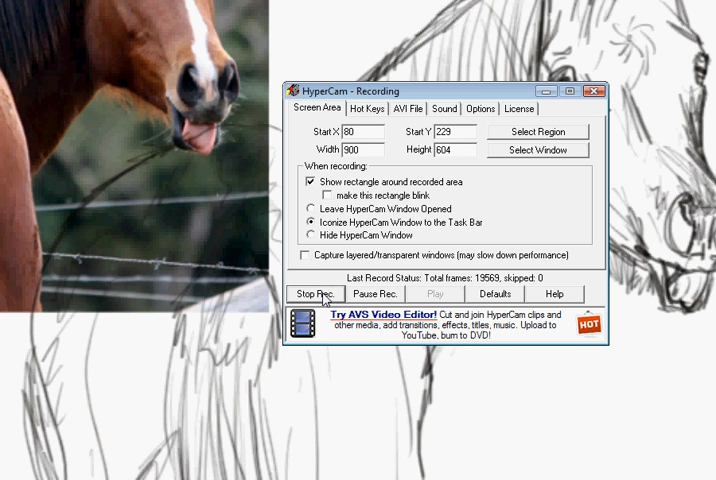 HyperCam - Recording
Screen Area Hot Keys AVI File Sound Options License
Start X 80 Start Y 229 Select Region
Width 900 Height 604 Select Window
When recording:
Show rectangle around recorded area
make this rectangle blink
Leave HyperCam Window Opened
Iconize HyperCam Window to the Task Bar
Hide HyperCam Window
Capture layered/transparent windows (may slow down performance)
Last Record Status: Total frames: 19569, skipped: 0
Stop Rec. Pause Rec. Play Defaults Help
Try AVS Video Editor! Cut and join HyperCam clips and
other media, add transitions, effects, titles, music. Upload to
YouTube, burn to DVD!
HOT